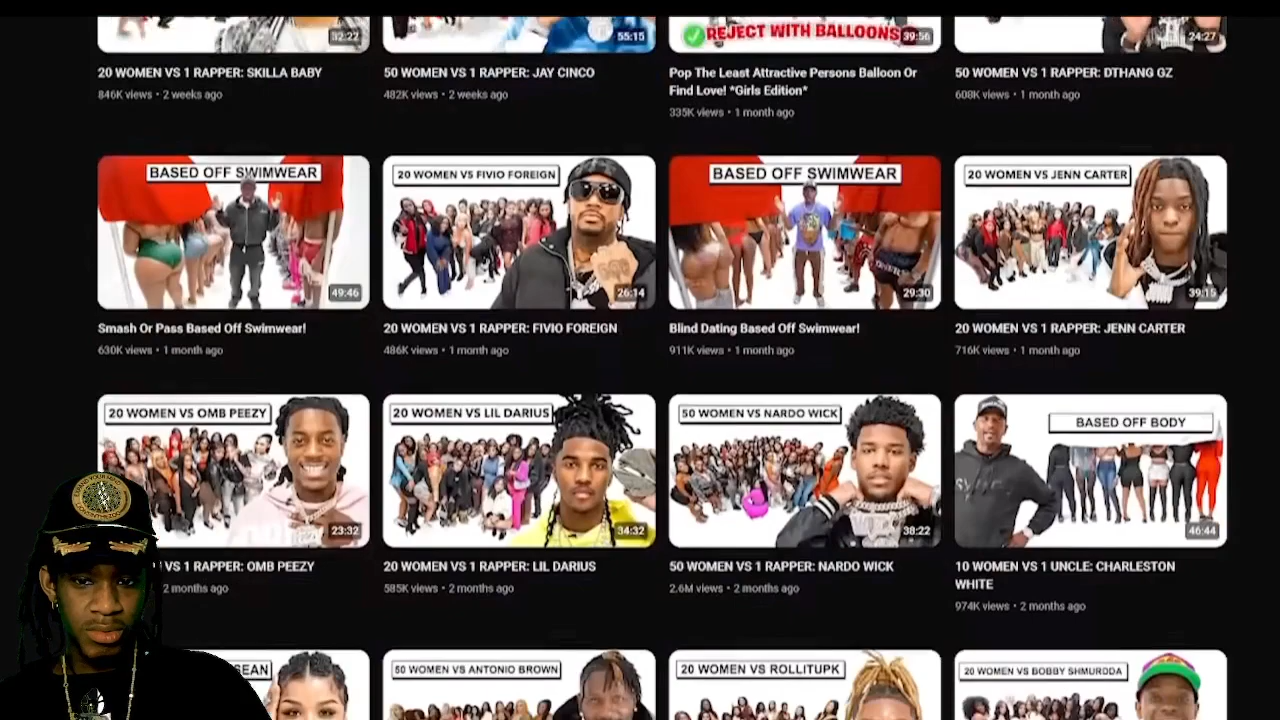 32:22
55:15
REJECT WITH BALLOONS
39:56
24:27
20 WOMEN VS 1 RAPPER: SKILLA BABY
846K views • 2 weeks ago
50 WOMEN VS 1 RAPPER: JAY CINCO
482K views • 2 weeks ago
Pop The Least Attractive Persons Balloon Or
Find Love! *Girls Edition*
335K views • 1 month ago
50 WOMEN VS 1 RAPPER: DTHANG GZ
608K views • 1 month ago
BASED OFF SWIMWEAR
49:46
20 WOMEN VS FIVIO FOREIGN
26:14
BASED OFF SWIMWEAR
29:30
20 WOMEN VS JENN CARTER
39:15
Smash Or Pass Based Off Swimwear!
630K views • 1 month ago
20 WOMEN VS 1 RAPPER: FIVIO FOREIGN
486K views • 1 month ago
Blind Dating Based Off Swimwear!
911K views • 1 month ago
20 WOMEN VS 1 RAPPER: JENN CARTER
716K views • 1 month ago
20 WOMEN VS OMB PEEZY
23:32
20 WOMEN VS LIL DARIUS
34:32
50 WOMEN VS NARDO WICK
38:22
BASED OFF BODY
46:44
VS 1 RAPPER: OMB PEEZY
2 months ago
20 WOMEN VS 1 RAPPER: LIL DARIUS
585K views • 2 months ago
50 WOMEN VS 1 RAPPER: NARDO WICK
2.6M views • 2 months ago
10 WOMEN VS 1 UNCLE: CHARLESTON
WHITE
974K views • 2 months ago
50 WOMEN VS ANTONIO BROWN
20 WOMEN VS ROLLITUPK
20 WOMEN VS BOBBY SHMURDDA